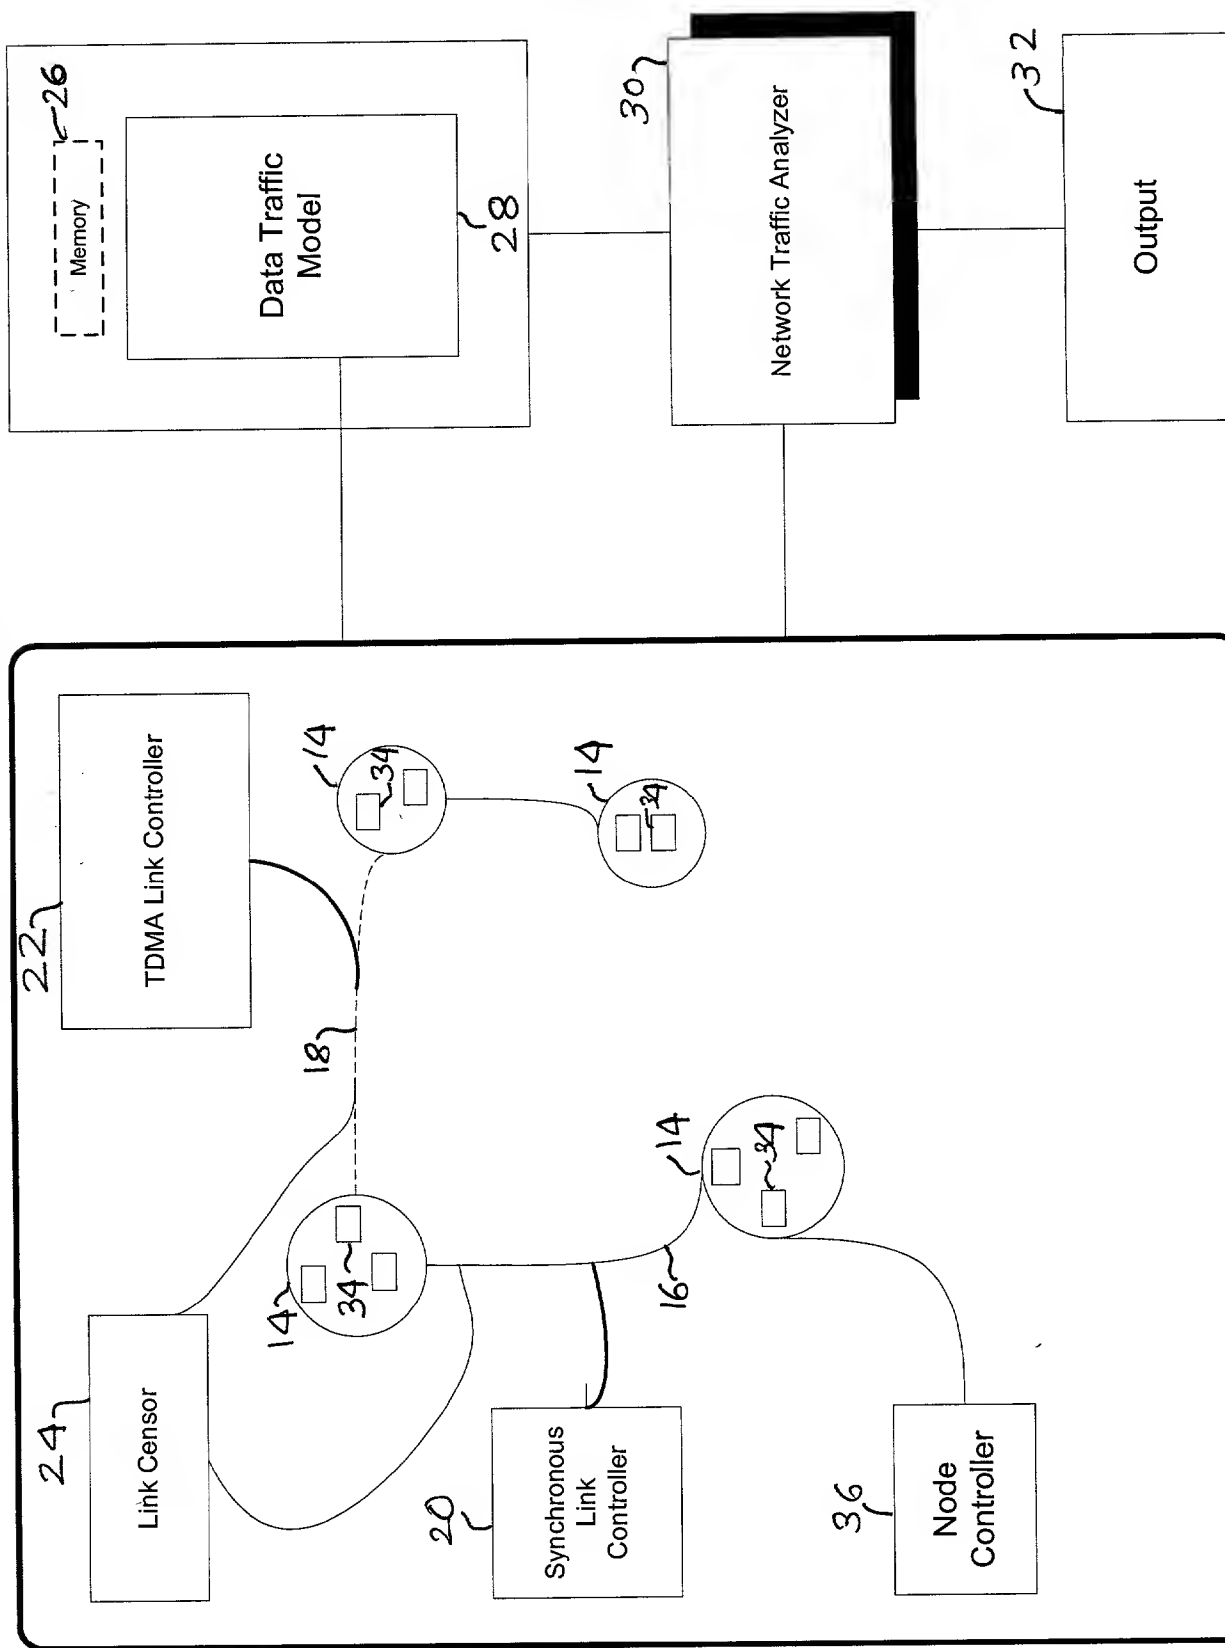 24
Link Censor
22
TDMA Link Controller
26
Memory
Data Traffic
Model
28
14
34
18
14
34
14
34
20
Synchronous
Link
Controller
16
14
34
30
Network Traffic Analyzer
36
Node
Controller
32
Output